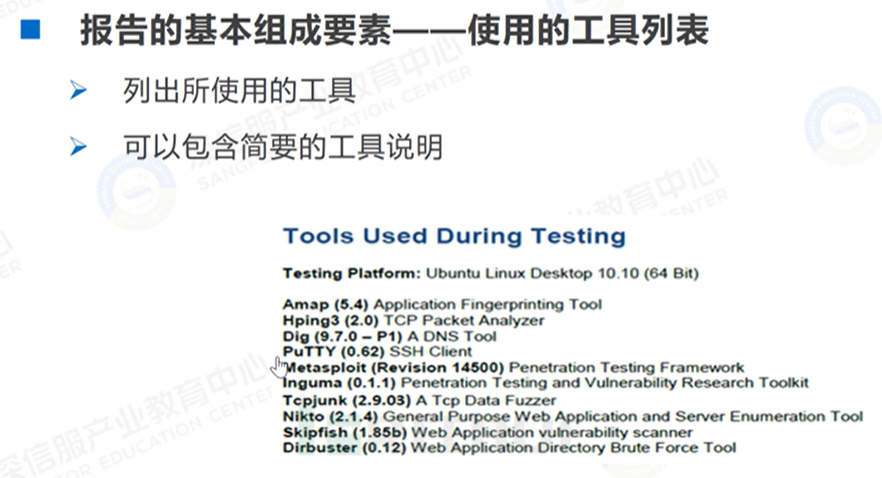 报告的基本组成要素——使用的工具列表
列出所使用的工具
可以包含简要的工具说明
Tools Used During Testing
Testing Platform: Ubuntu Linux Desktop 10.10 (64 Bit)
Amap (5.4) Application Fingerprinting Tool
Hping3 (2.0) TCP Packet Analyzer
Dig (9.7.0 – P1) A DNS Tool
PuTTY (0.62) SSH Client
Metasploit (Revision 14500) Penetration Testing Framework
Inguma (0.1.1) Penetration Testing and Vulnerability Research Toolkit
Tcpjunk (2.9.03) A Tcp Data Fuzzer
Nikto (2.1.4) General Purpose Web Application and Server Enumeration Tool
Skipfish (1.85b) Web Application vulnerability scanner
Dirbuster (0.12) Web Application Directory Brute Force Tool
深信服产业教育中心
SANGFOR EDUCATION CENTER